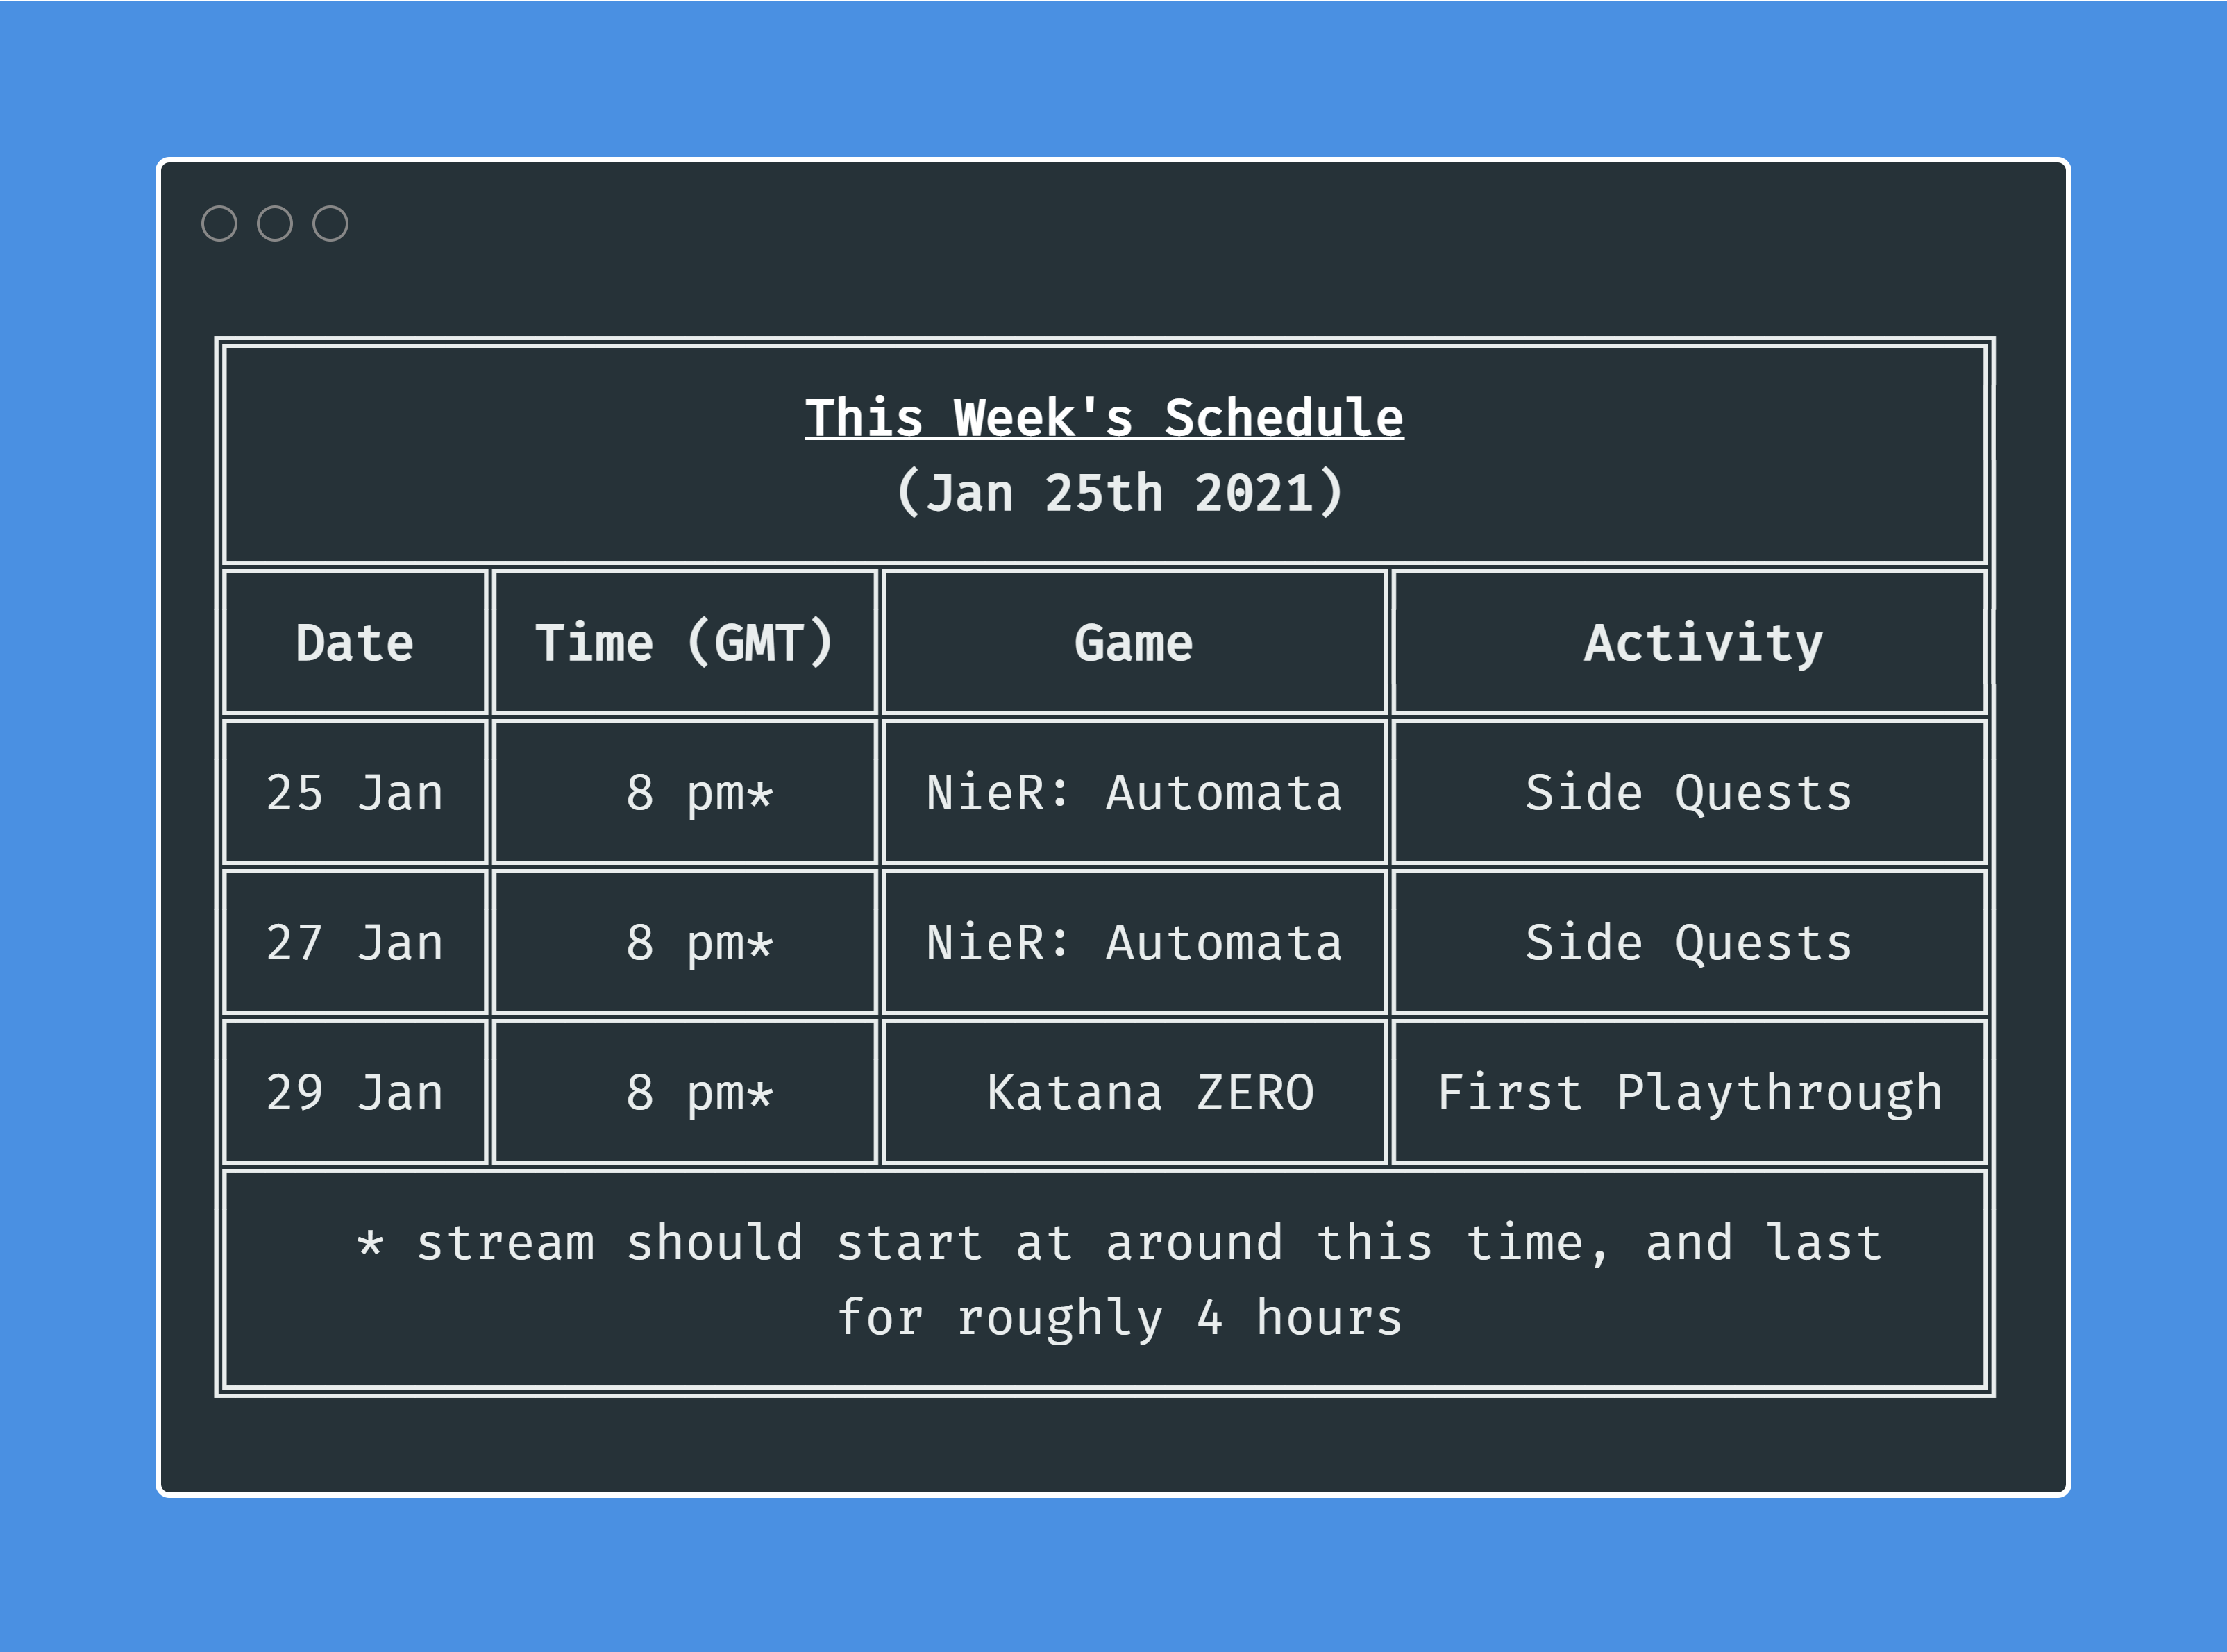 This Week's Schedule
(Jan 25th 2021)
Date Time (GMT) Game Activity
25 Jan 8 pm* NieR: Automata Side Quests
27 Jan 8 pm* NieR: Automata Side Quests
29 Jan 8 pm* Katana ZERO First Playthrough
* stream should start at around this time, and last
for roughly 4 hours